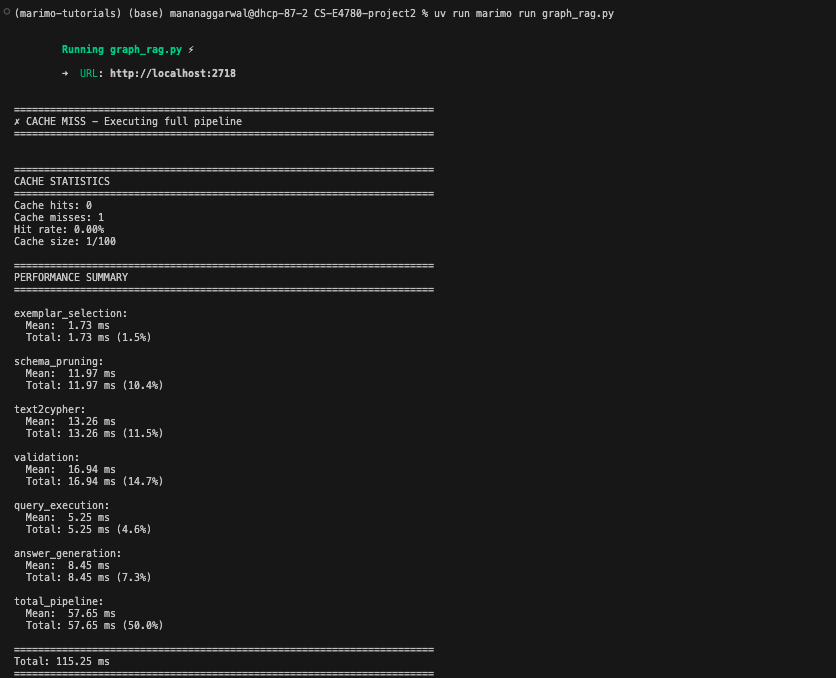 (marimo-tutorials) (base) mananaggarwal@dhcp-87-2 CS-E4780-project2 % uv run marimo run graph_rag.py
Running graph_rag.py ⚡
➜ URL: http://localhost:2718
======================================================================
✗ CACHE MISS – Executing full pipeline
======================================================================
======================================================================
CACHE STATISTICS
======================================================================
Cache hits: 0
Cache misses: 1
Hit rate: 0.00%
Cache size: 1/100
======================================================================
PERFORMANCE SUMMARY
======================================================================
exemplar_selection:
Mean: 1.73 ms
Total: 1.73 ms (1.5%)
schema_pruning:
Mean: 11.97 ms
Total: 11.97 ms (10.4%)
text2cypher:
Mean: 13.26 ms
Total: 13.26 ms (11.5%)
validation:
Mean: 16.94 ms
Total: 16.94 ms (14.7%)
query_execution:
Mean: 5.25 ms
Total: 5.25 ms (4.6%)
answer_generation:
Mean: 8.45 ms
Total: 8.45 ms (7.3%)
total_pipeline:
Mean: 57.65 ms
Total: 57.65 ms (50.0%)
======================================================================
Total: 115.25 ms
======================================================================